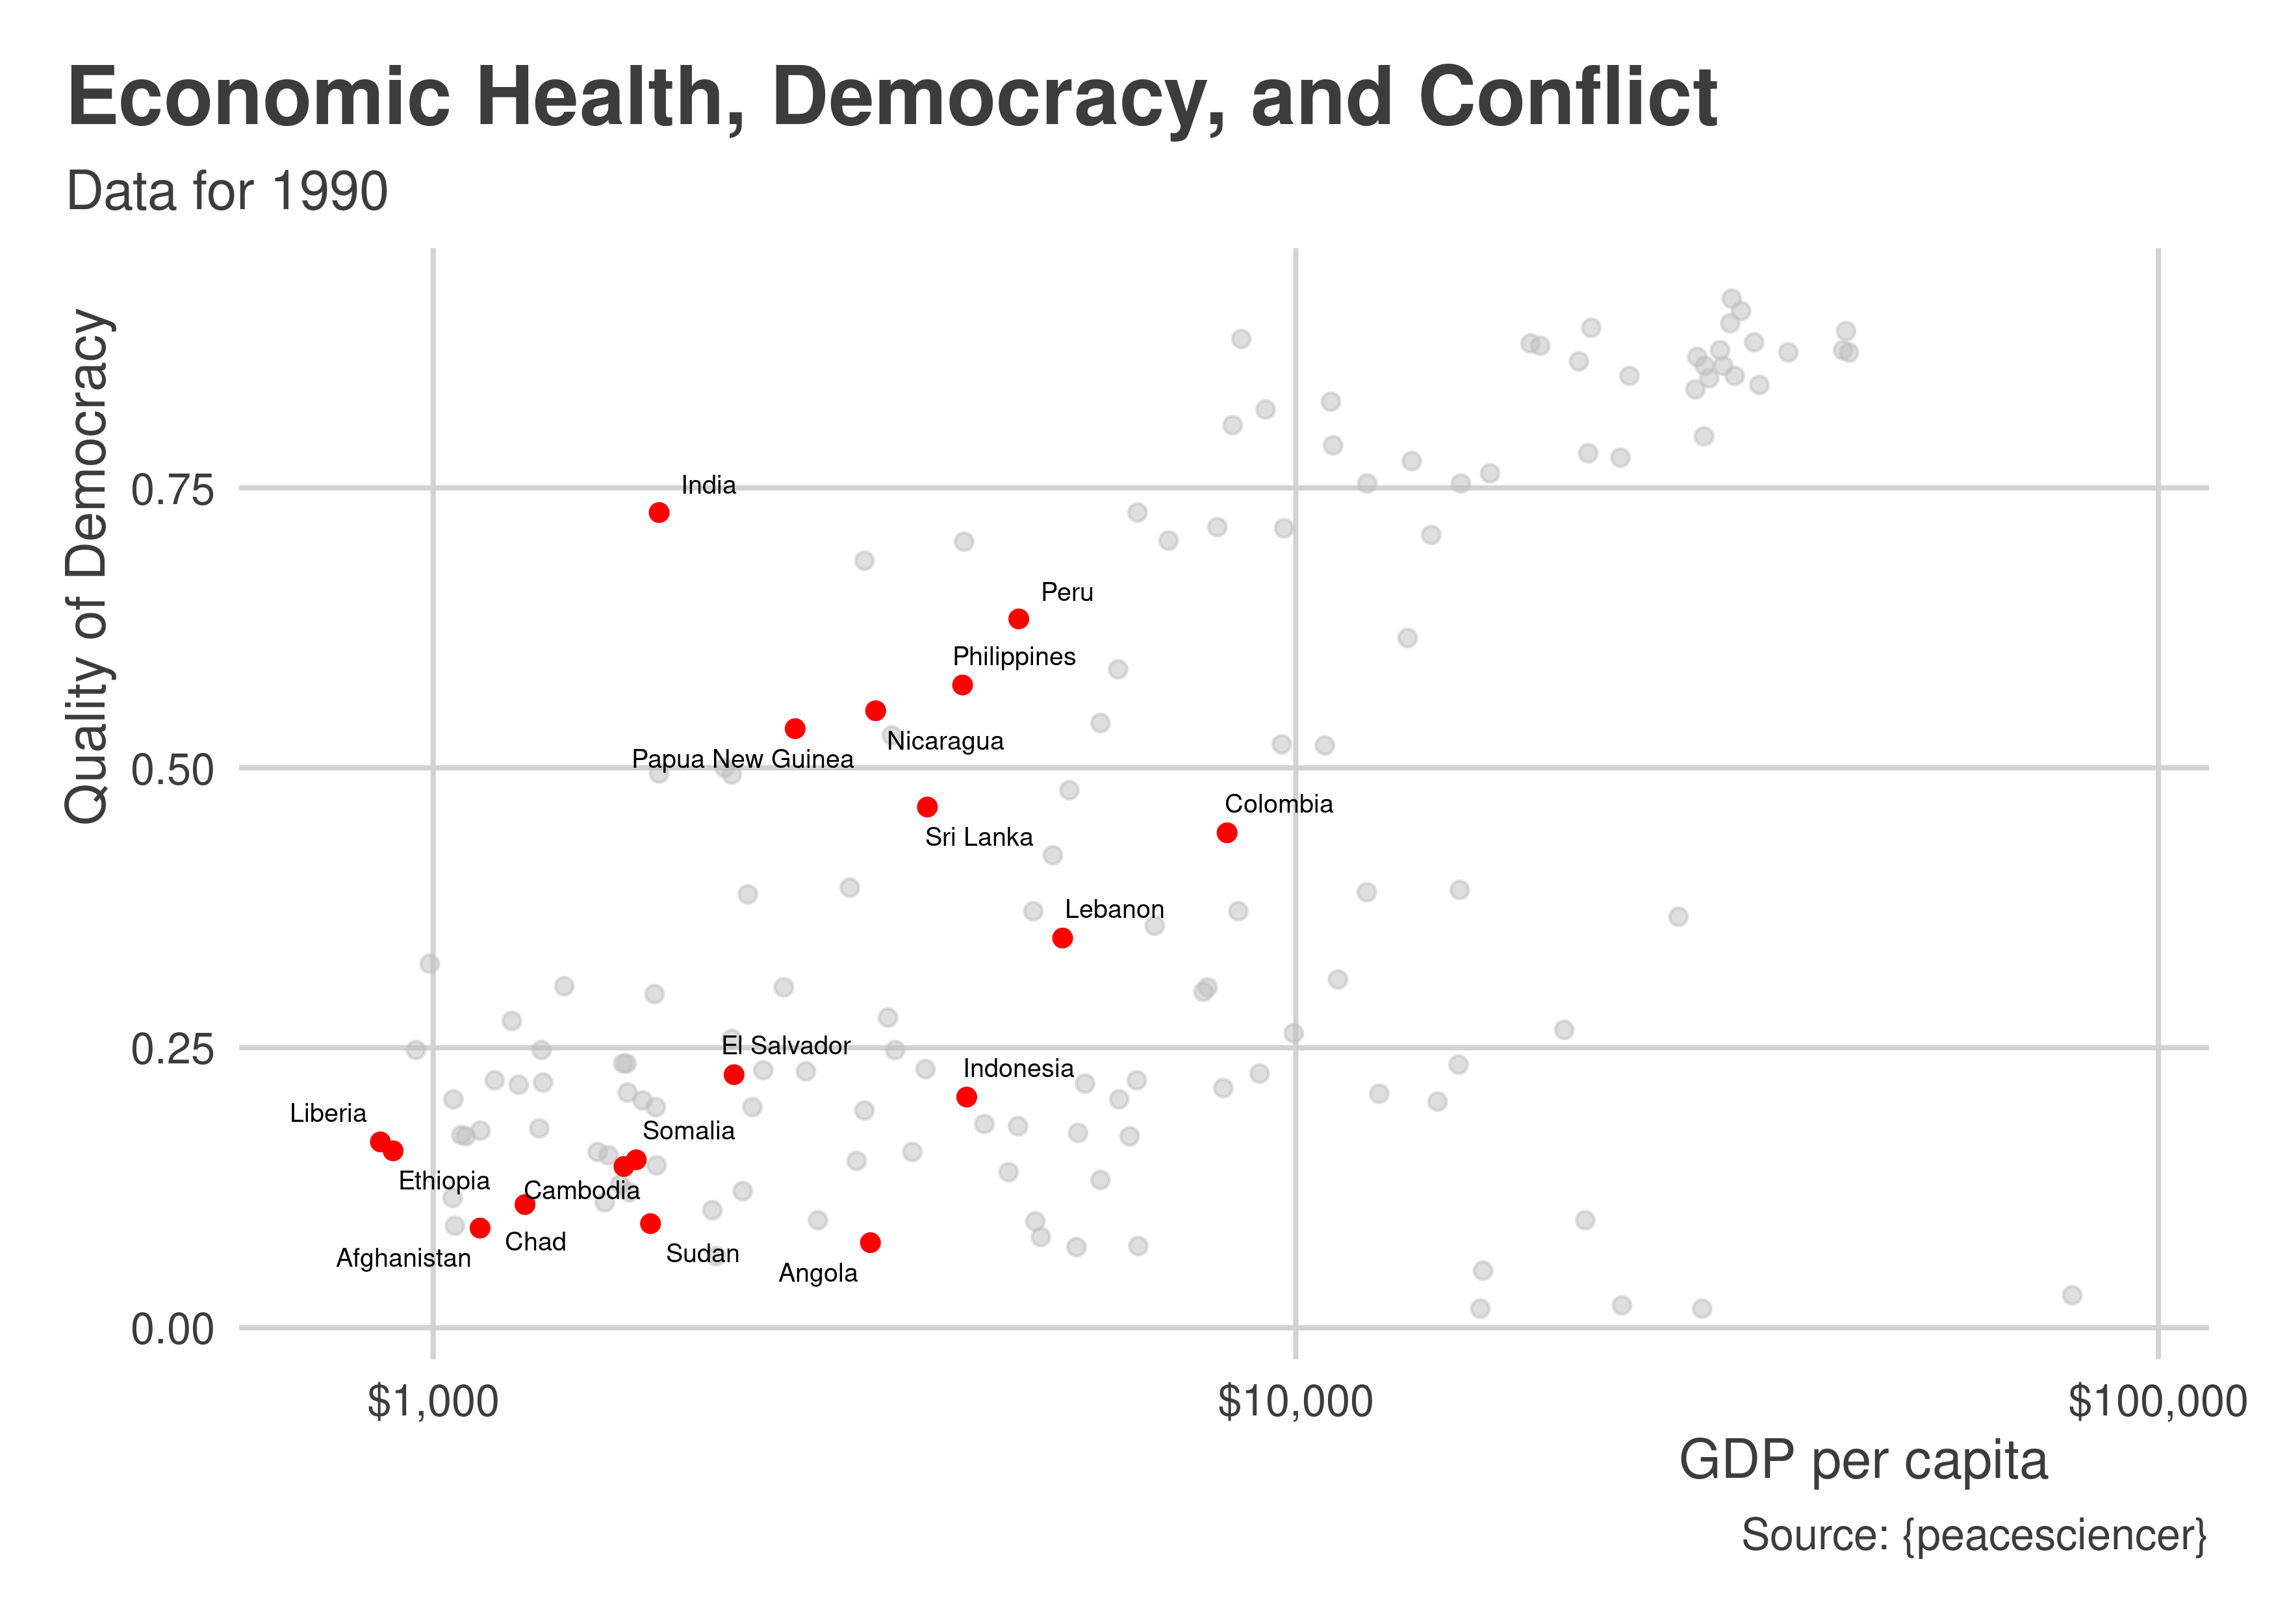 Economic Health, Democracy, and Conflict
Data for 1990
Quality of Democracy
0.75
0.50
0.25
0.00
India
Peru
Philippines
Nicaragua
Papua New Guinea
Colombia
Sri Lanka
Lebanon
El Salvador
Indonesia
Liberia
Somalia
Ethiopia
Cambodia
Chad
Afghanistan
Sudan
Angola
$1,000
$10,000
$100,000
GDP per capita
Source: {peacesciencer}